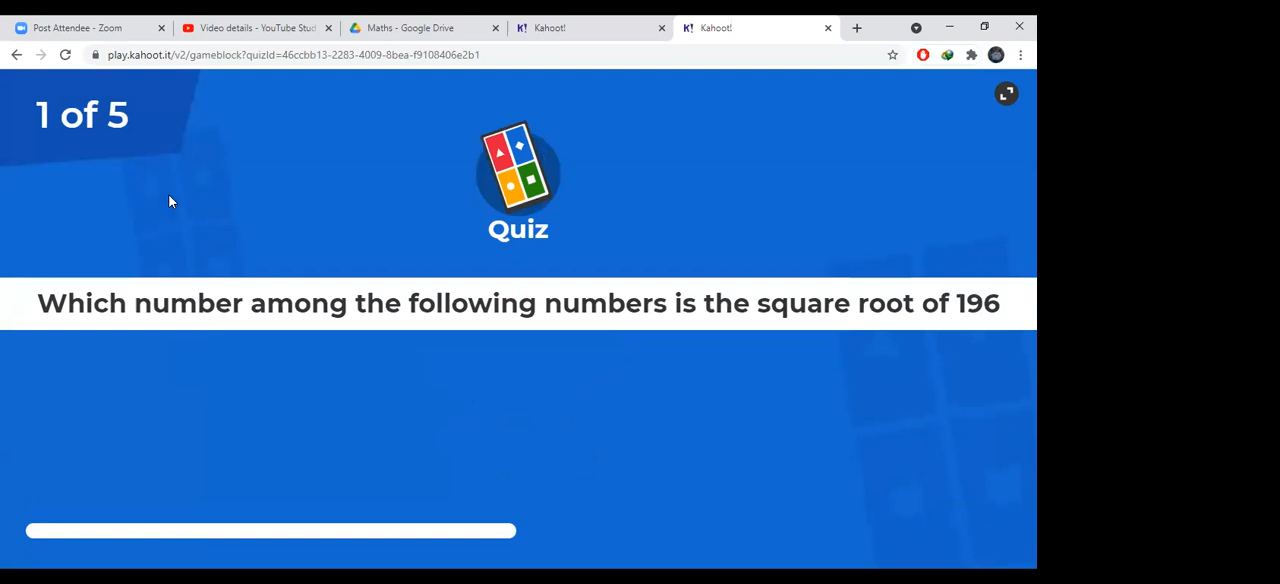 Post Attendee - Zoom
Video details - YouTube Stud
Maths - Google Drive
K! Kahoot!
K! Kahoot!
play.kahoot.it/v2/gameblock?quizId=46ccbb13-2283-4009-8bea-f9108406e2b1
1 of 5
Quiz
Which number among the following numbers is the square root of 196